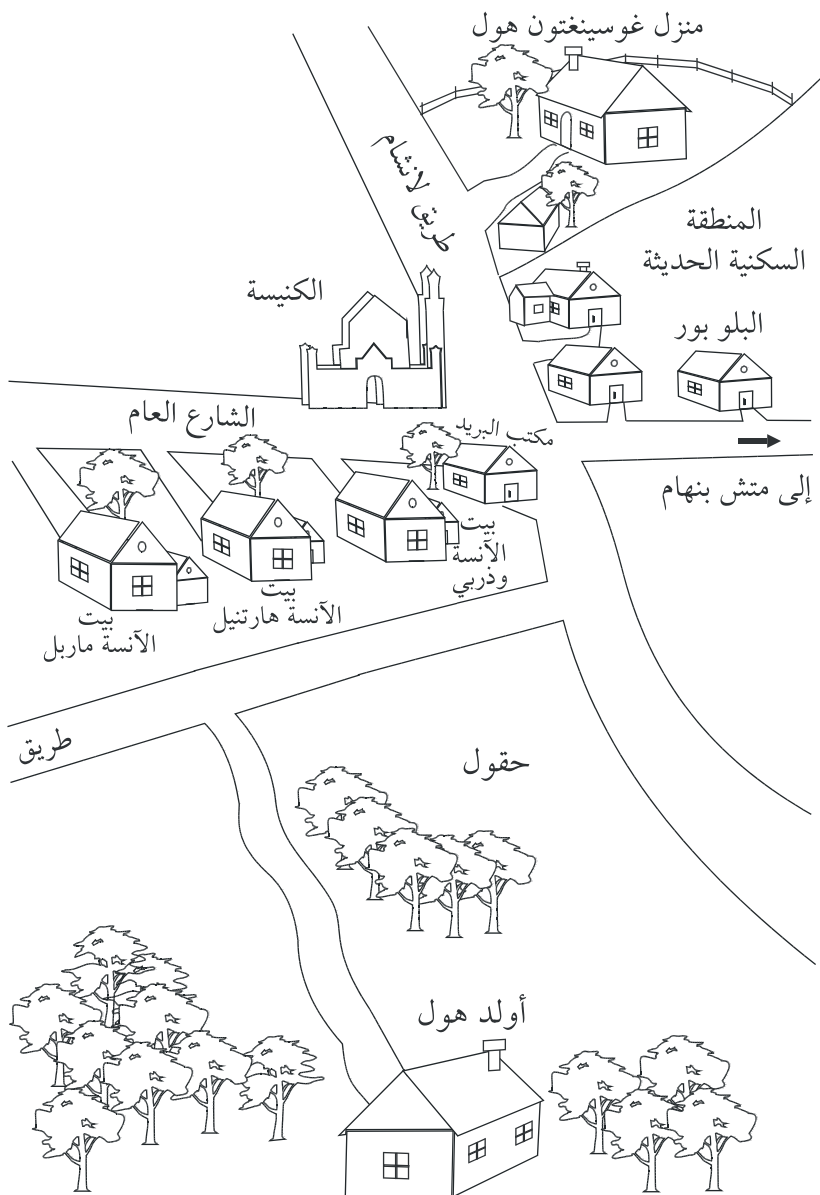 منزل غوسينغتون هول
طريق لانشام
المنطقة
السكنية الحديثة
الكنيسة
البلو بور
الشارع العام
مكتب البريد
إلى متش بنهام
بيت
الآنسة
وذربي
بيت
الآنسة هارتنيل
بيت
الآنسة ماربل
طريق
حقول
أولد هول